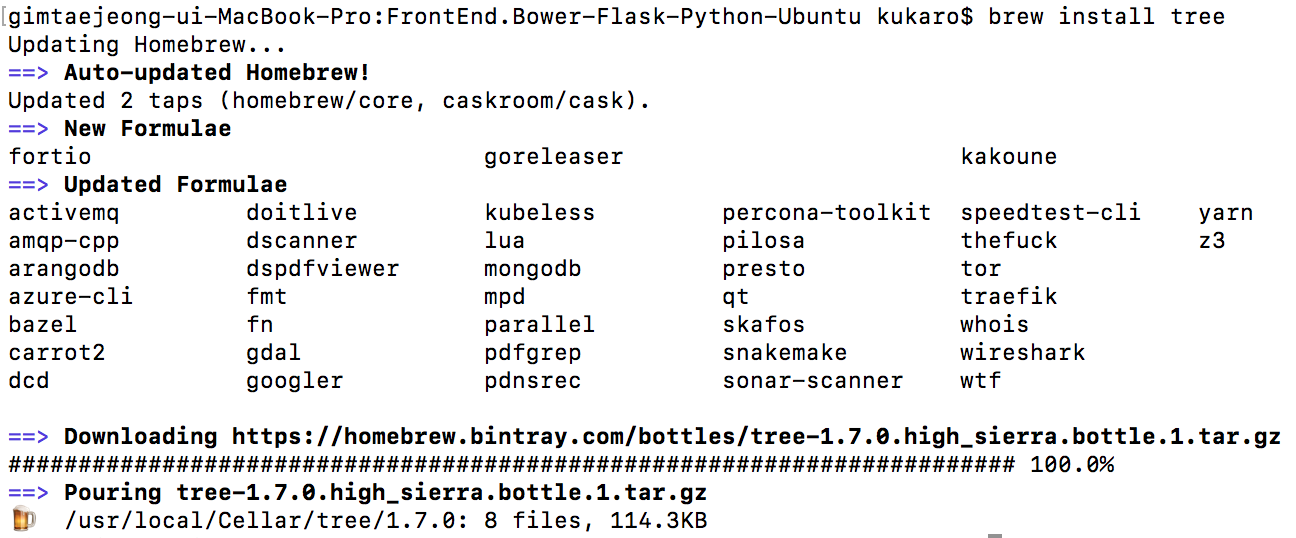 [gimtaejeong-ui-MacBook-Pro:FrontEnd.Bower-Flask-Python-Ubuntu kukaro$ brew install tree
Updating Homebrew...
==> Auto-updated Homebrew!
Updated 2 taps (homebrew/core, caskroom/cask).
==> New Formulae
fortio goreleaser kakoune
==> Updated Formulae
activemq doitlive kubeless percona-toolkit speedtest-cli yarn
amqp-cpp dscanner lua pilosa thefuck z3
arangodb dspdfviewer mongodb presto tor
azure-cli fmt mpd qt traefik
bazel fn parallel skafos whois
carrot2 gdal pdfgrep snakemake wireshark
dcd googler pdnsrec sonar-scanner wtf
==> Downloading https://homebrew.bintray.com/bottles/tree-1.7.0.high_sierra.bottle.1.tar.gz
######################################################################## 100.0%
==> Pouring tree-1.7.0.high_sierra.bottle.1.tar.gz
🍺 /usr/local/Cellar/tree/1.7.0: 8 files, 114.3KB